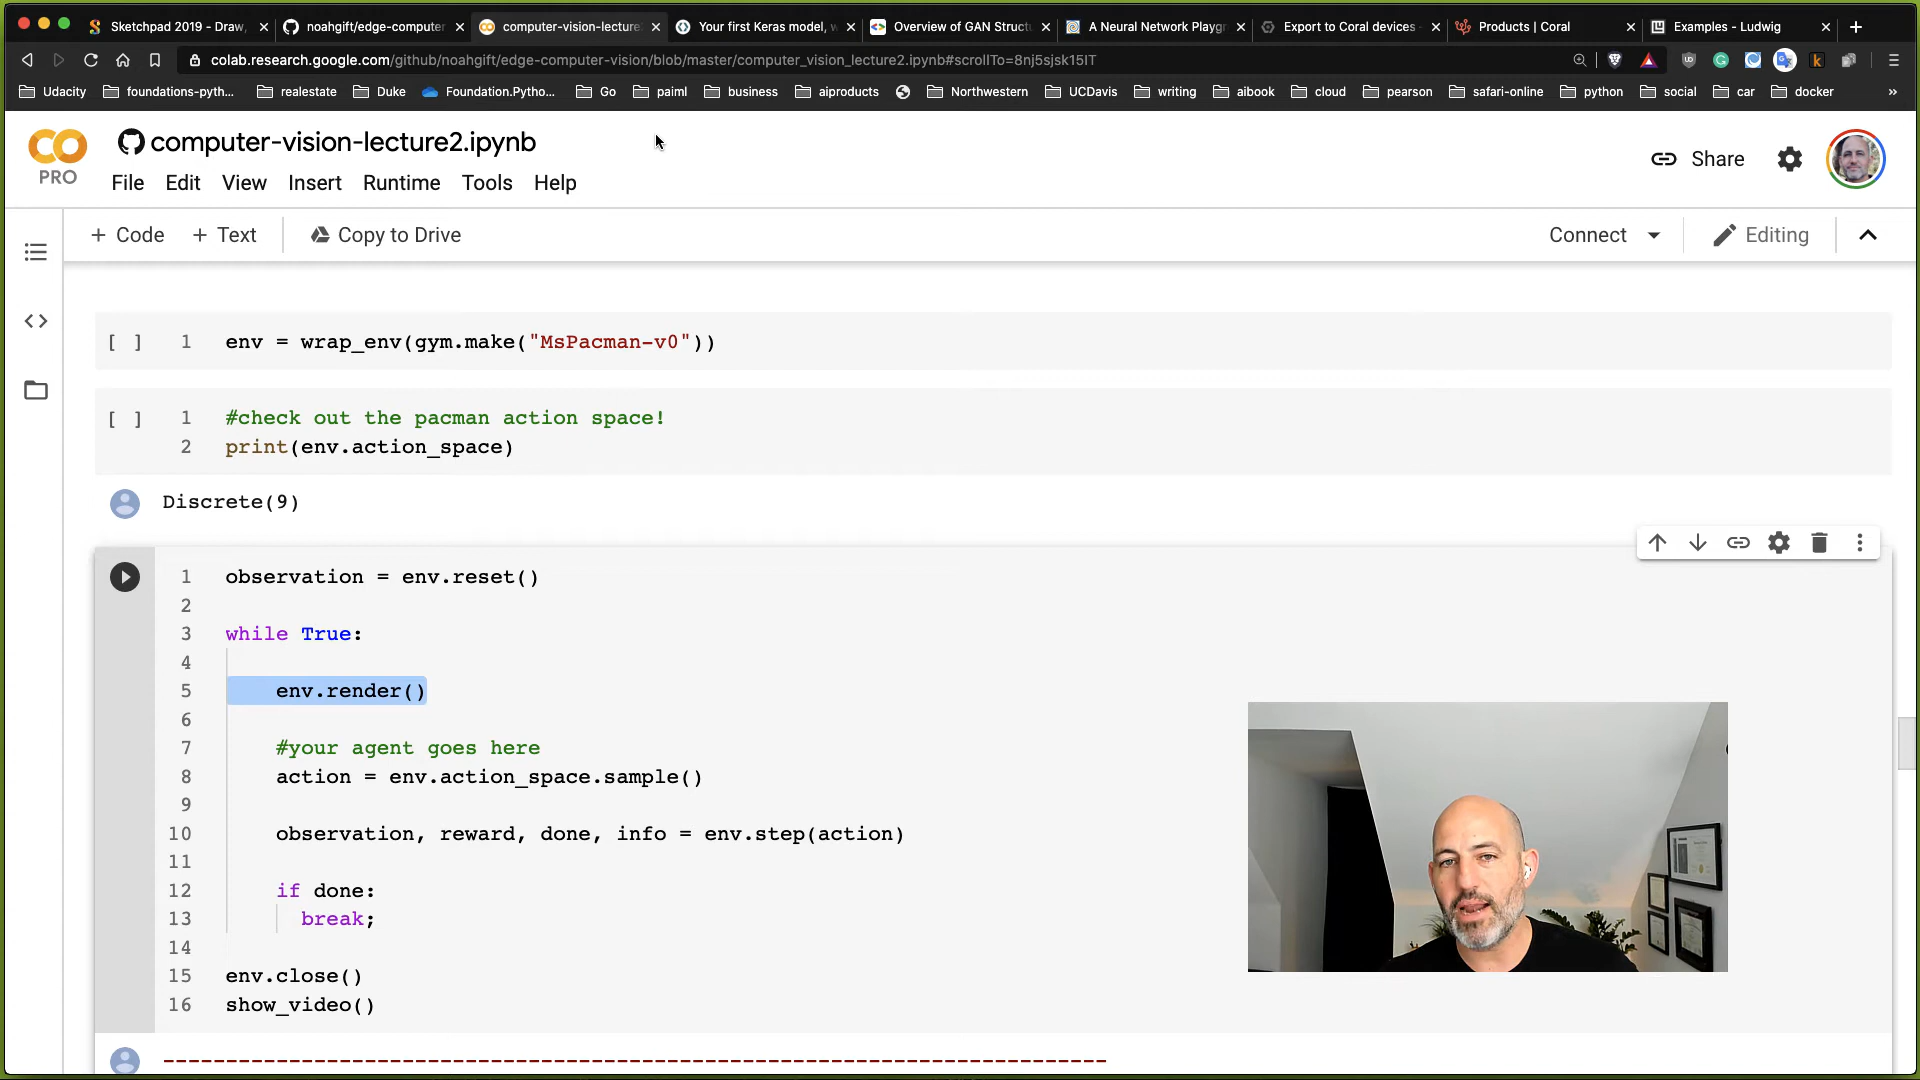 Sketchpad 2019 - Draw,
noahgift/edge-computer
computer-vision-lecture2
Your first Keras model, w
Overview of GAN Structu
A Neural Network Playgr
Export to Coral devices
Products | Coral
Examples - Ludwig
colab.research.google.com/github/noahgift/edge-computer-vision/blob/master/computer_vision_lecture2.ipynb#scrollTo=8nj5sjsk15IT
Udacity
foundations-pyth...
realestate
Duke
Foundation.Pytho...
Go
paiml
business
aiproducts
Northwestern
UCDavis
writing
aibook
cloud
pearson
safari-online
python
social
car
docker
»
CO
PRO
computer-vision-lecture2.ipynb
File Edit View Insert Runtime Tools Help
Share
+ Code + Text
Copy to Drive
Connect
Editing
[ ] 1 env = wrap_env(gym.make("MsPacman-v0"))
[ ] 1 #check out the pacman action space!
2 print(env.action_space)
Discrete(9)
1 observation = env.reset()
2
3 while True:
4
5 env.render()
6
7 #your agent goes here
8 action = env.action_space.sample()
9
10 observation, reward, done, info = env.step(action)
11
12 if done:
13 break;
14
15 env.close()
16 show_video()
---------------------------------------------------------------------------